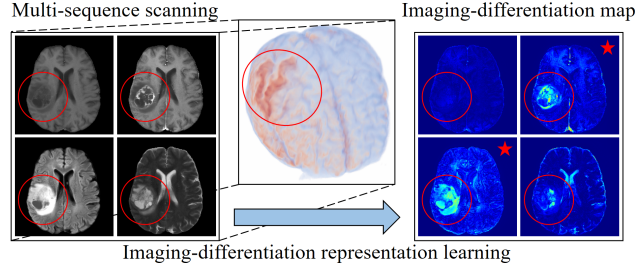 Multi-sequence scanning
Imaging-differentiation map
Imaging-differentiation representation learning